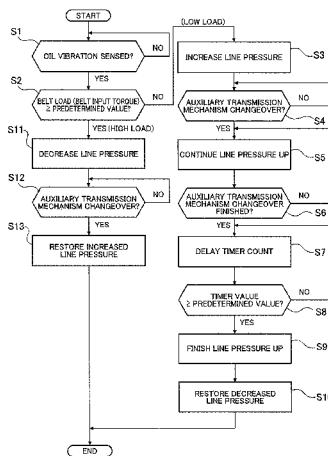 START
S1
OIL VIBRATION SENSED?
NO
YES
S2
BELT LOAD (BELT INPUT TORQUE)
≥ PREDETERMINED VALUE?
NO
YES (HIGH LOAD)
S11
DECREASE LINE PRESSURE
S12
AUXILIARY TRANSMISSION
MECHANISM CHANGEOVER?
NO
YES
S13
RESTORE INCREASED
LINE PRESSURE
END
(LOW LOAD)
S3
INCREASE LINE PRESSURE
AUXILIARY TRANSMISSION
MECHANISM CHANGEOVER?
NO
S4
YES
S5
CONTINUE LINE PRESSURE UP
AUXILIARY TRANSMISSION
MECHANISM CHANGEOVER
FINISHED?
NO
S6
YES
S7
DELAY TIMER COUNT
TIMER VALUE
≥ PREDETERMINED VALUE?
NO
S8
YES
S9
FINISH LINE PRESSURE UP
RESTORE DECREASED
LINE PRESSURE